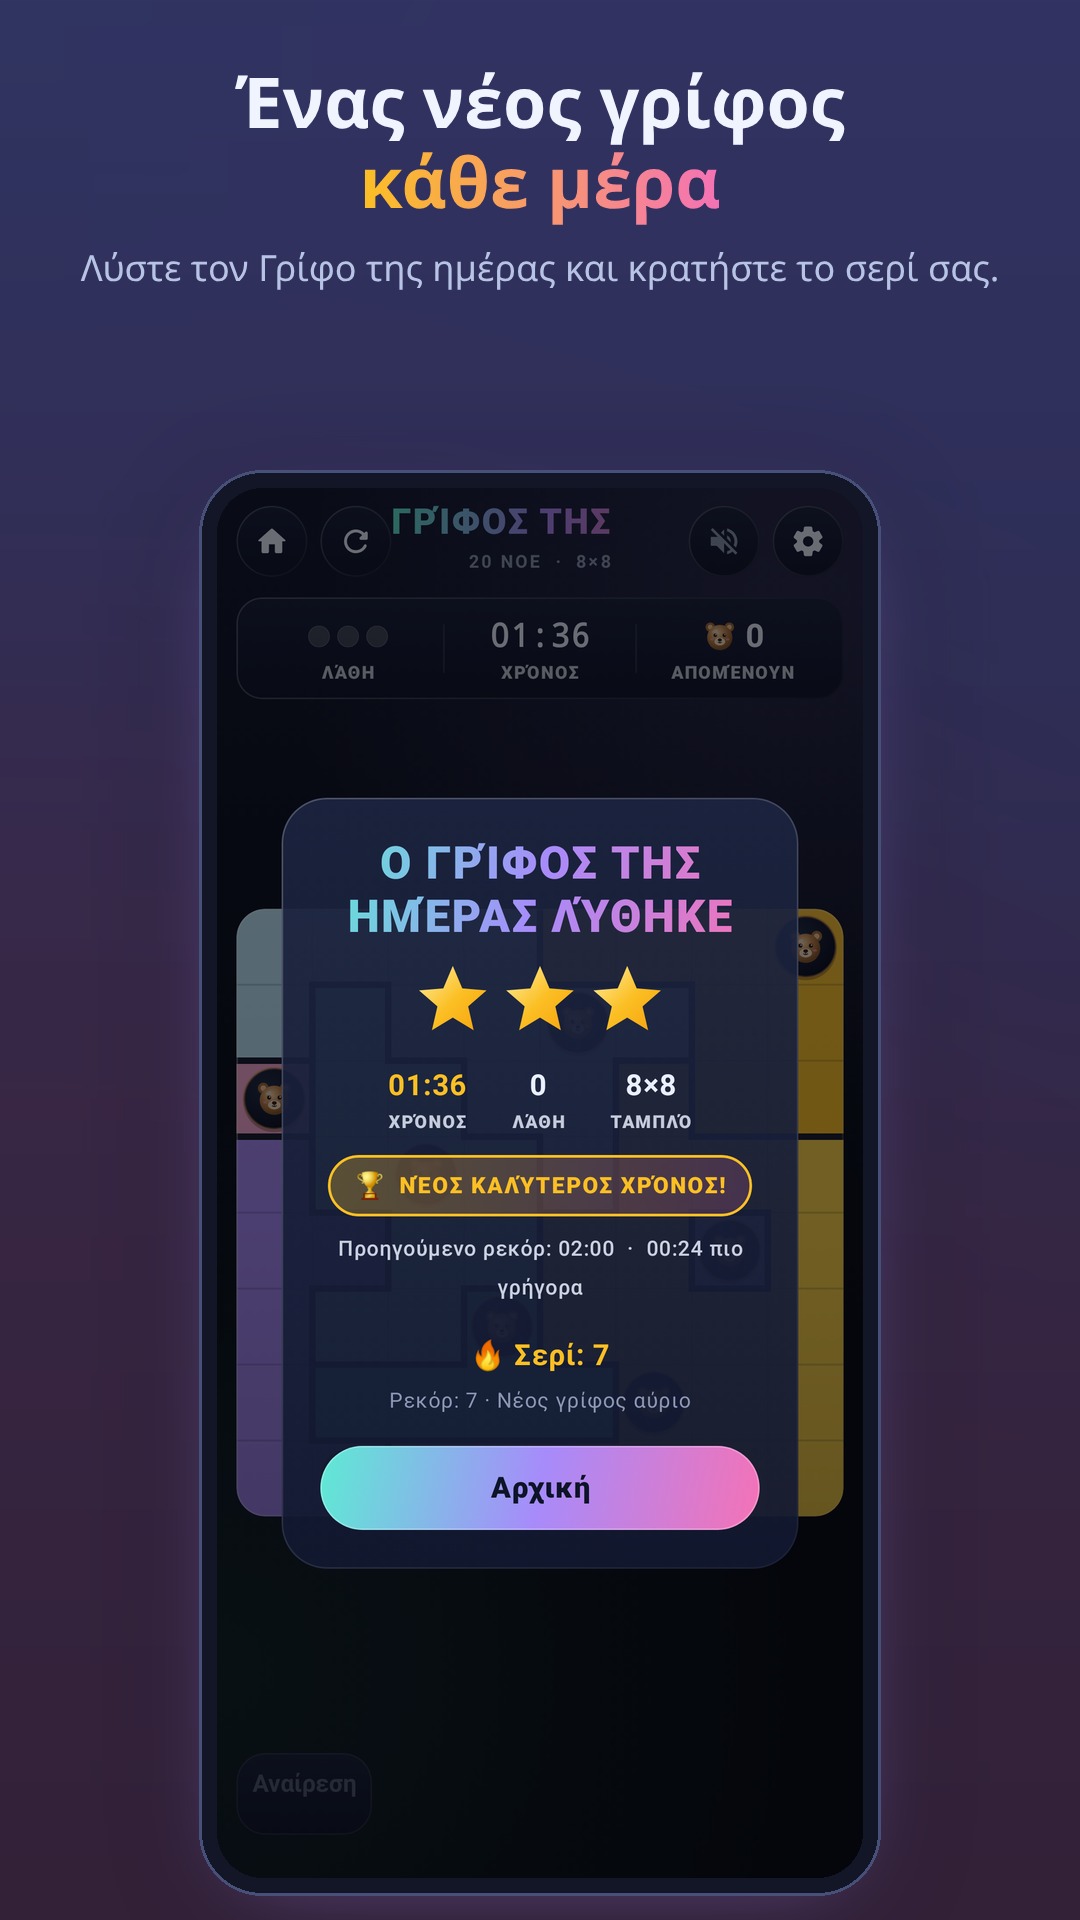 Ένας νέος γρίφος
κάθε μέρα
Λύστε τον Γρίφο της ημέρας και κρατήστε το σερί σας.
ΓΡΊΦΟΣ ΤΗΣ
20 ΝΟΕ · 8×8
01:36
0
ΛΆΘΗ
ΧΡΌΝΟΣ
ΑΠΟΜΈΝΟΥΝ
Ο ΓΡΊΦΟΣ ΤΗΣ
ΗΜΈΡΑΣ ΛΎΘΗΚΕ
01:36
0
8×8
ΧΡΌΝΟΣ
ΛΆΘΗ
ΤΑΜΠΛΌ
ΝΈΟΣ ΚΑΛΎΤΕΡΟΣ ΧΡΌΝΟΣ!
Προηγούμενο ρεκόρ: 02:00 · 00:24 πιο
γρήγορα
Σερί: 7
Ρεκόρ: 7 · Νέος γρίφος αύριο
Αρχική
Αναίρεση